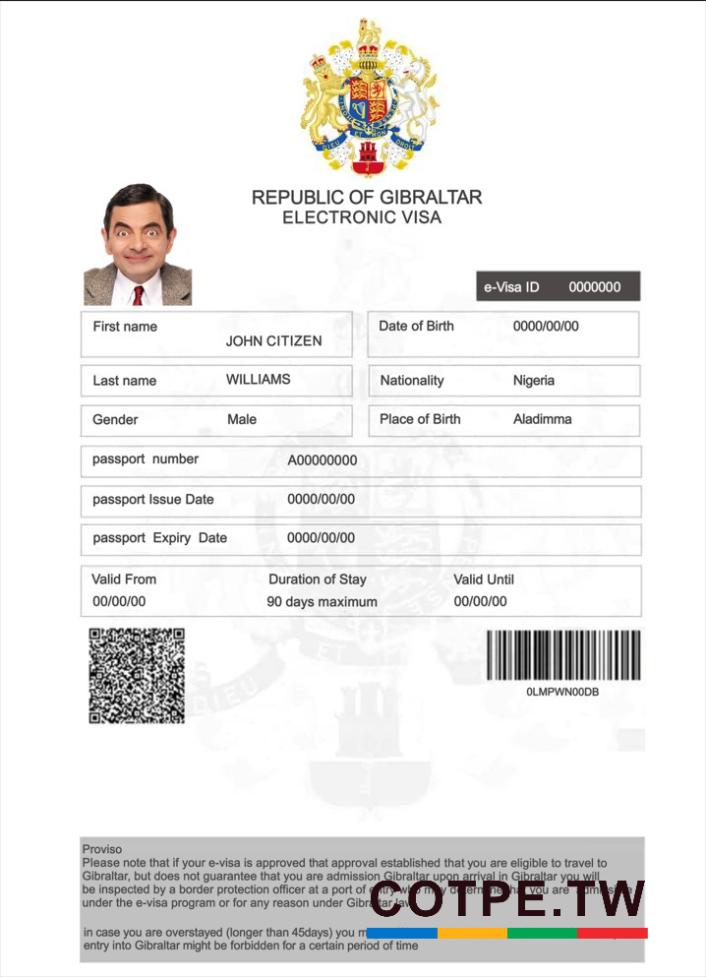 REPUBLIC OF GIBRALTAR
ELECTRONIC VISA
e-Visa ID 0000000
First name JOHN CITIZEN
Date of Birth 0000/00/00
Last name WILLIAMS
Nationality Nigeria
Gender Male
Place of Birth Aladimma
passport number A00000000
passport Issue Date 0000/00/00
passport Expiry Date 0000/00/00
Valid From Duration of Stay Valid Until
00/00/00 90 days maximum 00/00/00
0LMPWN00DB
Proviso
Please note that if your e-visa is approved that approval established that you are eligible to travel to
Gibraltar, but does not guarantee that you are admission Gibraltar upon arrival in Gibraltar you will
be inspected by a border protection officer at a port of entry who may determine that you are
under the e-visa program or for any reason under Gibraltar law
COTPE.TW
in case you are overstayed (longer than 45days) you
entry into Gibraltar might be forbidden for a certain period of time